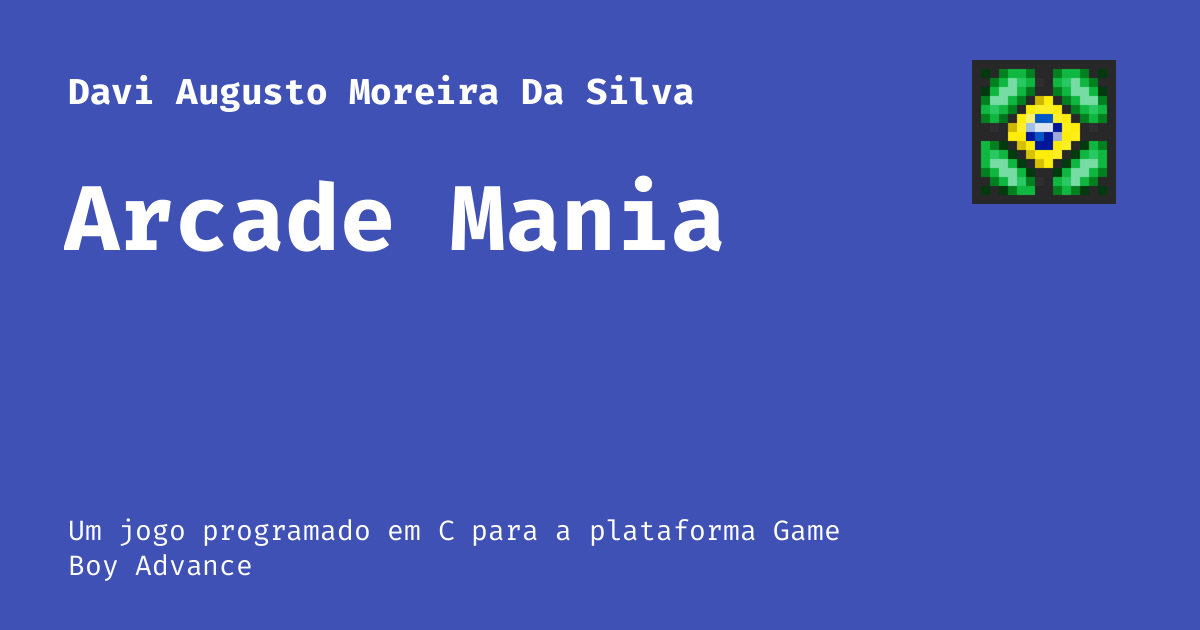 Davi Augusto Moreira Da Silva
Arcade Mania
Um jogo programado em C para a plataforma Game
Boy Advance